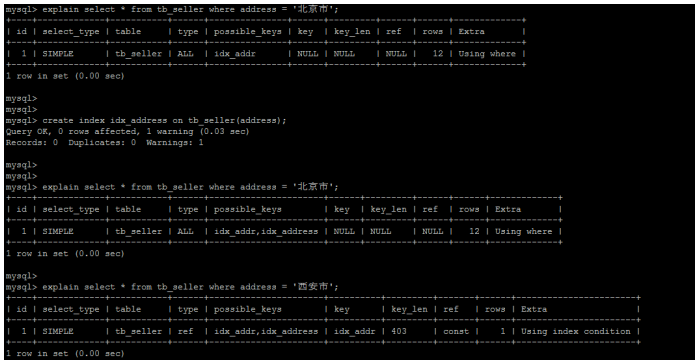 mysql> explain select * from tb_seller where address = '北京市';
+----+-------------+-----------+------+---------------+------+---------+------+------+-------------+
| id | select_type | table     | type | possible_keys | key  | key_len | ref  | rows | Extra       |
+----+-------------+-----------+------+---------------+------+---------+------+------+-------------+
|  1 | SIMPLE      | tb_seller | ALL  | idx_addr      | NULL | NULL    | NULL |   12 | Using where |
+----+-------------+-----------+------+---------------+------+---------+------+------+-------------+
1 row in set (0.00 sec)
mysql>
mysql>
mysql> create index idx_address on tb_seller(address);
Query OK, 0 rows affected, 1 warning (0.03 sec)
Records: 0  Duplicates: 0  Warnings: 1
mysql>
mysql>
mysql> explain select * from tb_seller where address = '北京市';
+----+-------------+-----------+------+----------------------+------+---------+------+------+-------------+
| id | select_type | table     | type | possible_keys        | key  | key_len | ref  | rows | Extra       |
+----+-------------+-----------+------+----------------------+------+---------+------+------+-------------+
|  1 | SIMPLE      | tb_seller | ALL  | idx_addr,idx_address | NULL | NULL    | NULL |   12 | Using where |
+----+-------------+-----------+------+----------------------+------+---------+------+------+-------------+
1 row in set (0.00 sec)
mysql>
mysql> explain select * from tb_seller where address = '西安市';
+----+-------------+-----------+------+----------------------+----------+---------+-------+------+-----------------------+
| id | select_type | table     | type | possible_keys        | key      | key_len | ref   | rows | Extra                 |
+----+-------------+-----------+------+----------------------+----------+---------+-------+------+-----------------------+
|  1 | SIMPLE      | tb_seller | ref  | idx_addr,idx_address | idx_addr | 403     | const |    1 | Using index condition |
+----+-------------+-----------+------+----------------------+----------+---------+-------+------+-----------------------+
1 row in set (0.00 sec)